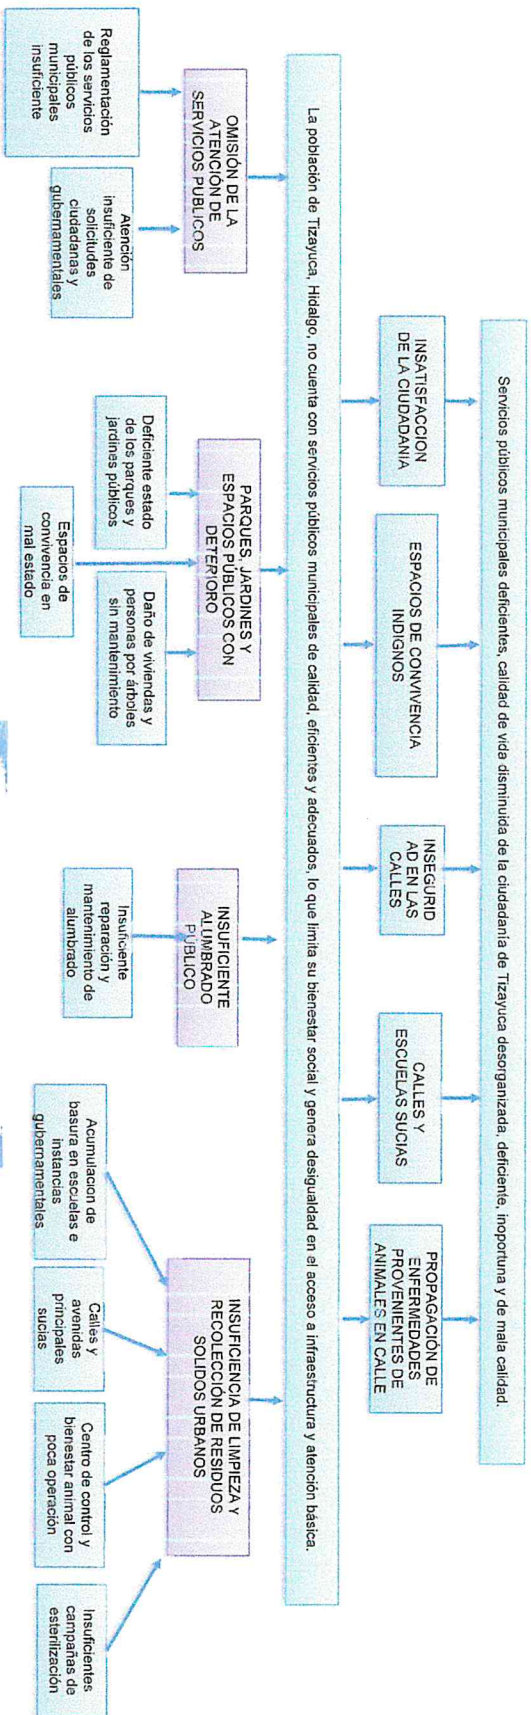 Servicios públicos municipales deficientes, calidad de vida disminuida de la ciudadanía de Tizayuca desorganizada, deficiente, inoportuna y de mala calidad.
INSATISFACCION
DE LA CIUDADANIA
ESPACIOS DE CONVIVENCIA
INDIGNOS
INSEGURID
AD EN LAS
CALLES
CALLES Y
ESCUELAS SUCIAS
PROPAGACIÓN DE
ENFERMEDADES
PROVENIENTES DE
ANIMALES EN CALLE
La población de Tizayuca, Hidalgo, no cuenta con servicios públicos municipales de calidad, eficientes y adecuados, lo que limita su bienestar social y genera desigualdad en el acceso a infraestructura y atención básica.
OMISIÓN DE LA
ATENCIÓN DE
SERVICIOS PUBLICOS
PARQUES, JARDINES Y
ESPACIOS PÚBLICOS CON
DETERIORO
INSUFICIENTE
ALUMBRADO
PÚBLICO
INSUFICIENCIA DE LIMPIEZA Y
RECOLECCIÓN DE RESIDUOS
SOLIDOS URBANOS
Reglamentación
de los servicios
públicos
municipales
insuficiente
Atención
insuficiente de
solicitudes
ciudadanas y
gubernamentales
Deficiente estado
de los parques y
jardines públicos
Espacios de
convivencia en
mal estado
Daño de viviendas y
personas por árboles
sin mantenimiento
Insuficiente
reparación y
mantenimiento de
alumbrado
Acumulacion de
basura en escuelas e
instancias
gubernamentales
Calles y
avenidas
principales
sucias
Centro de control y
bienestar animal con
poca operación
Insuficientes
campañas de
esterilización